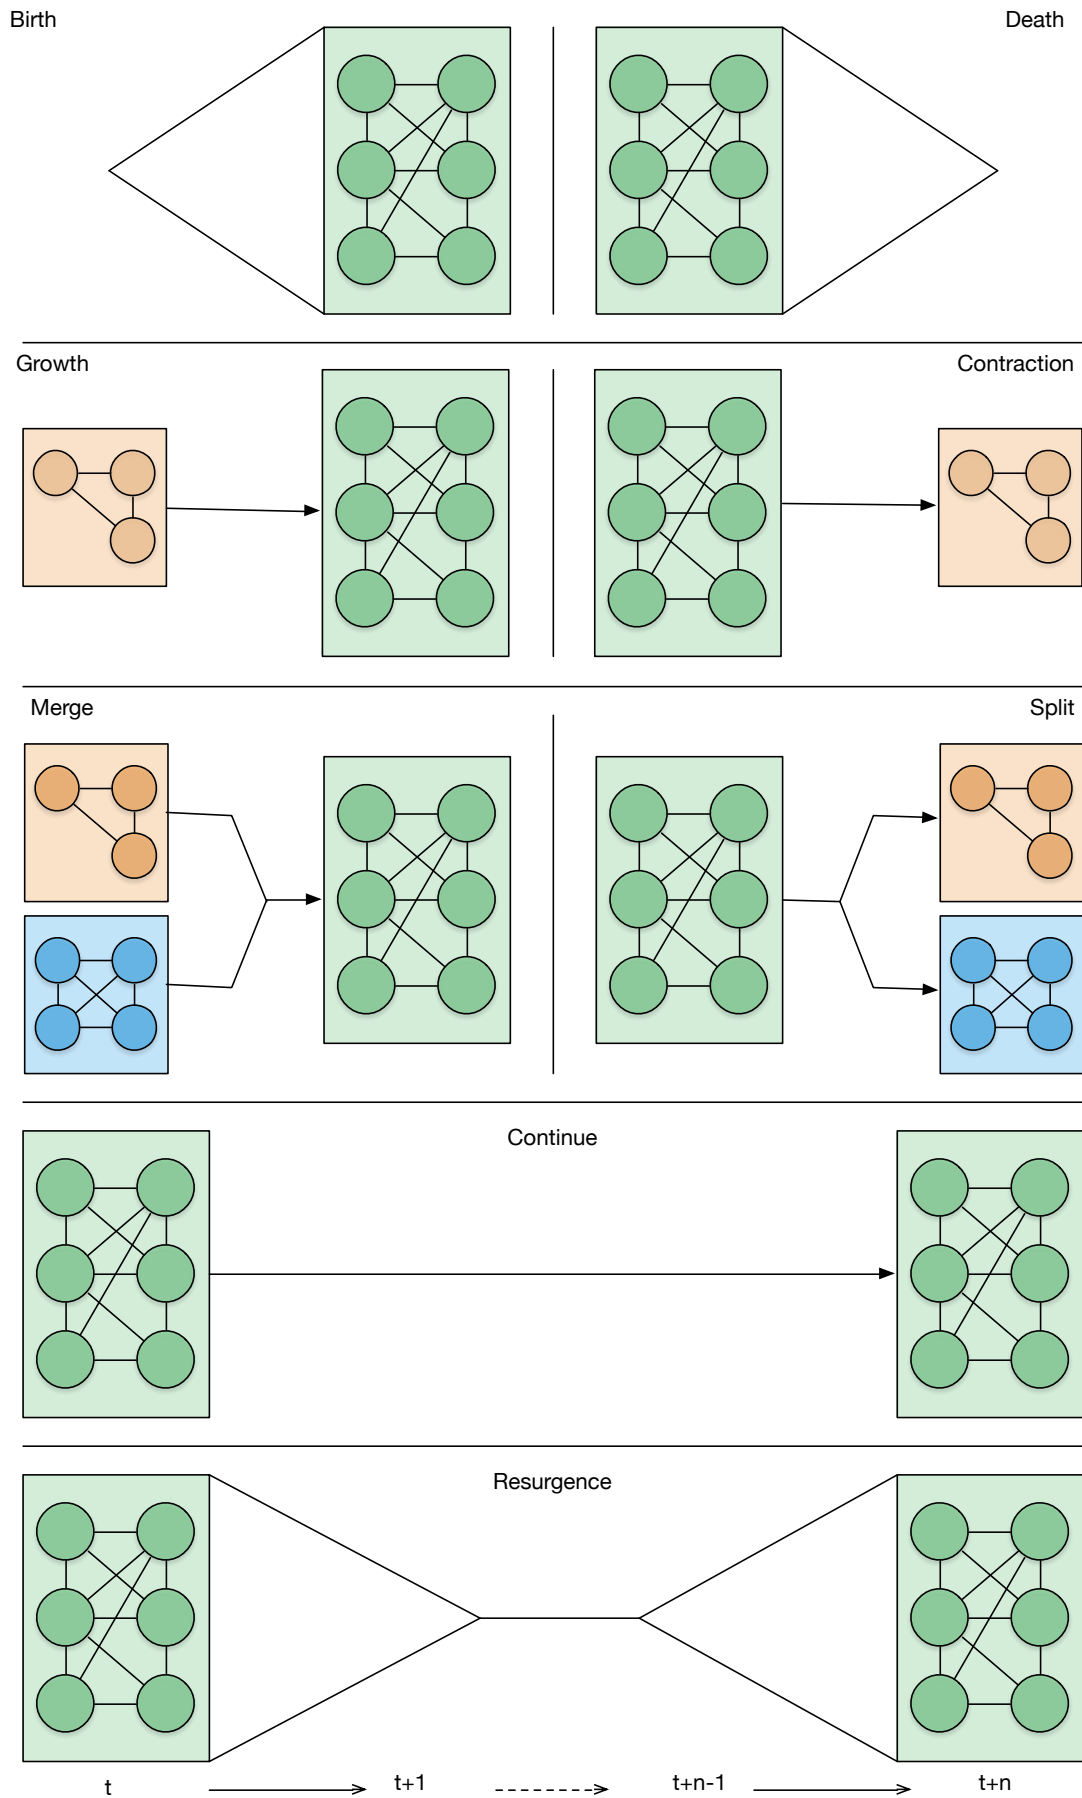 Birth
Death
Growth
Contraction
Merge
Split
Continue
Resurgence
t
t+1
t+n-1
t+n